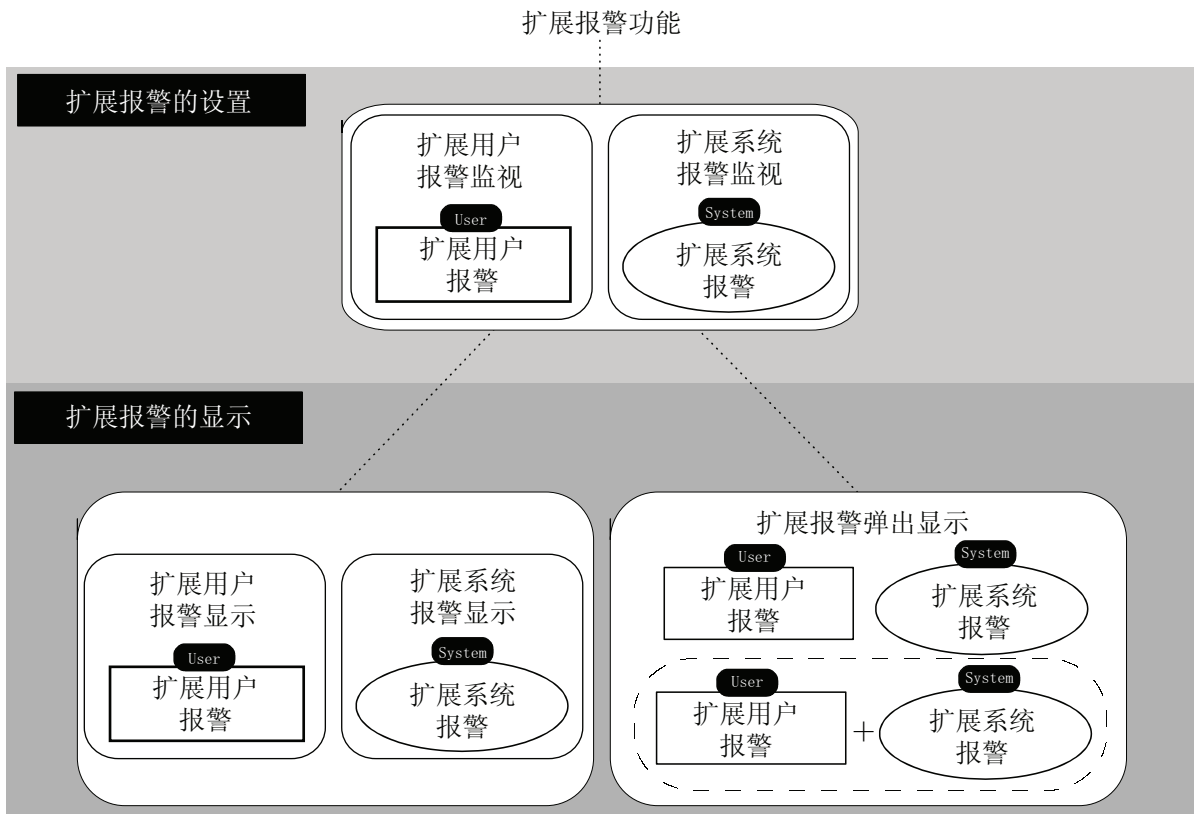 扩展报警功能
扩展报警的设置
扩展用户
报警监视
User
扩展用户
报警
扩展系统
报警监视
System
扩展系统
报警
扩展报警的显示
扩展用户
报警显示
User
扩展用户
报警
扩展系统
报警显示
System
扩展系统
报警
扩展报警弹出显示
User
扩展用户
报警
System
扩展系统
报警
User
扩展用户
报警
+
System
扩展系统
报警